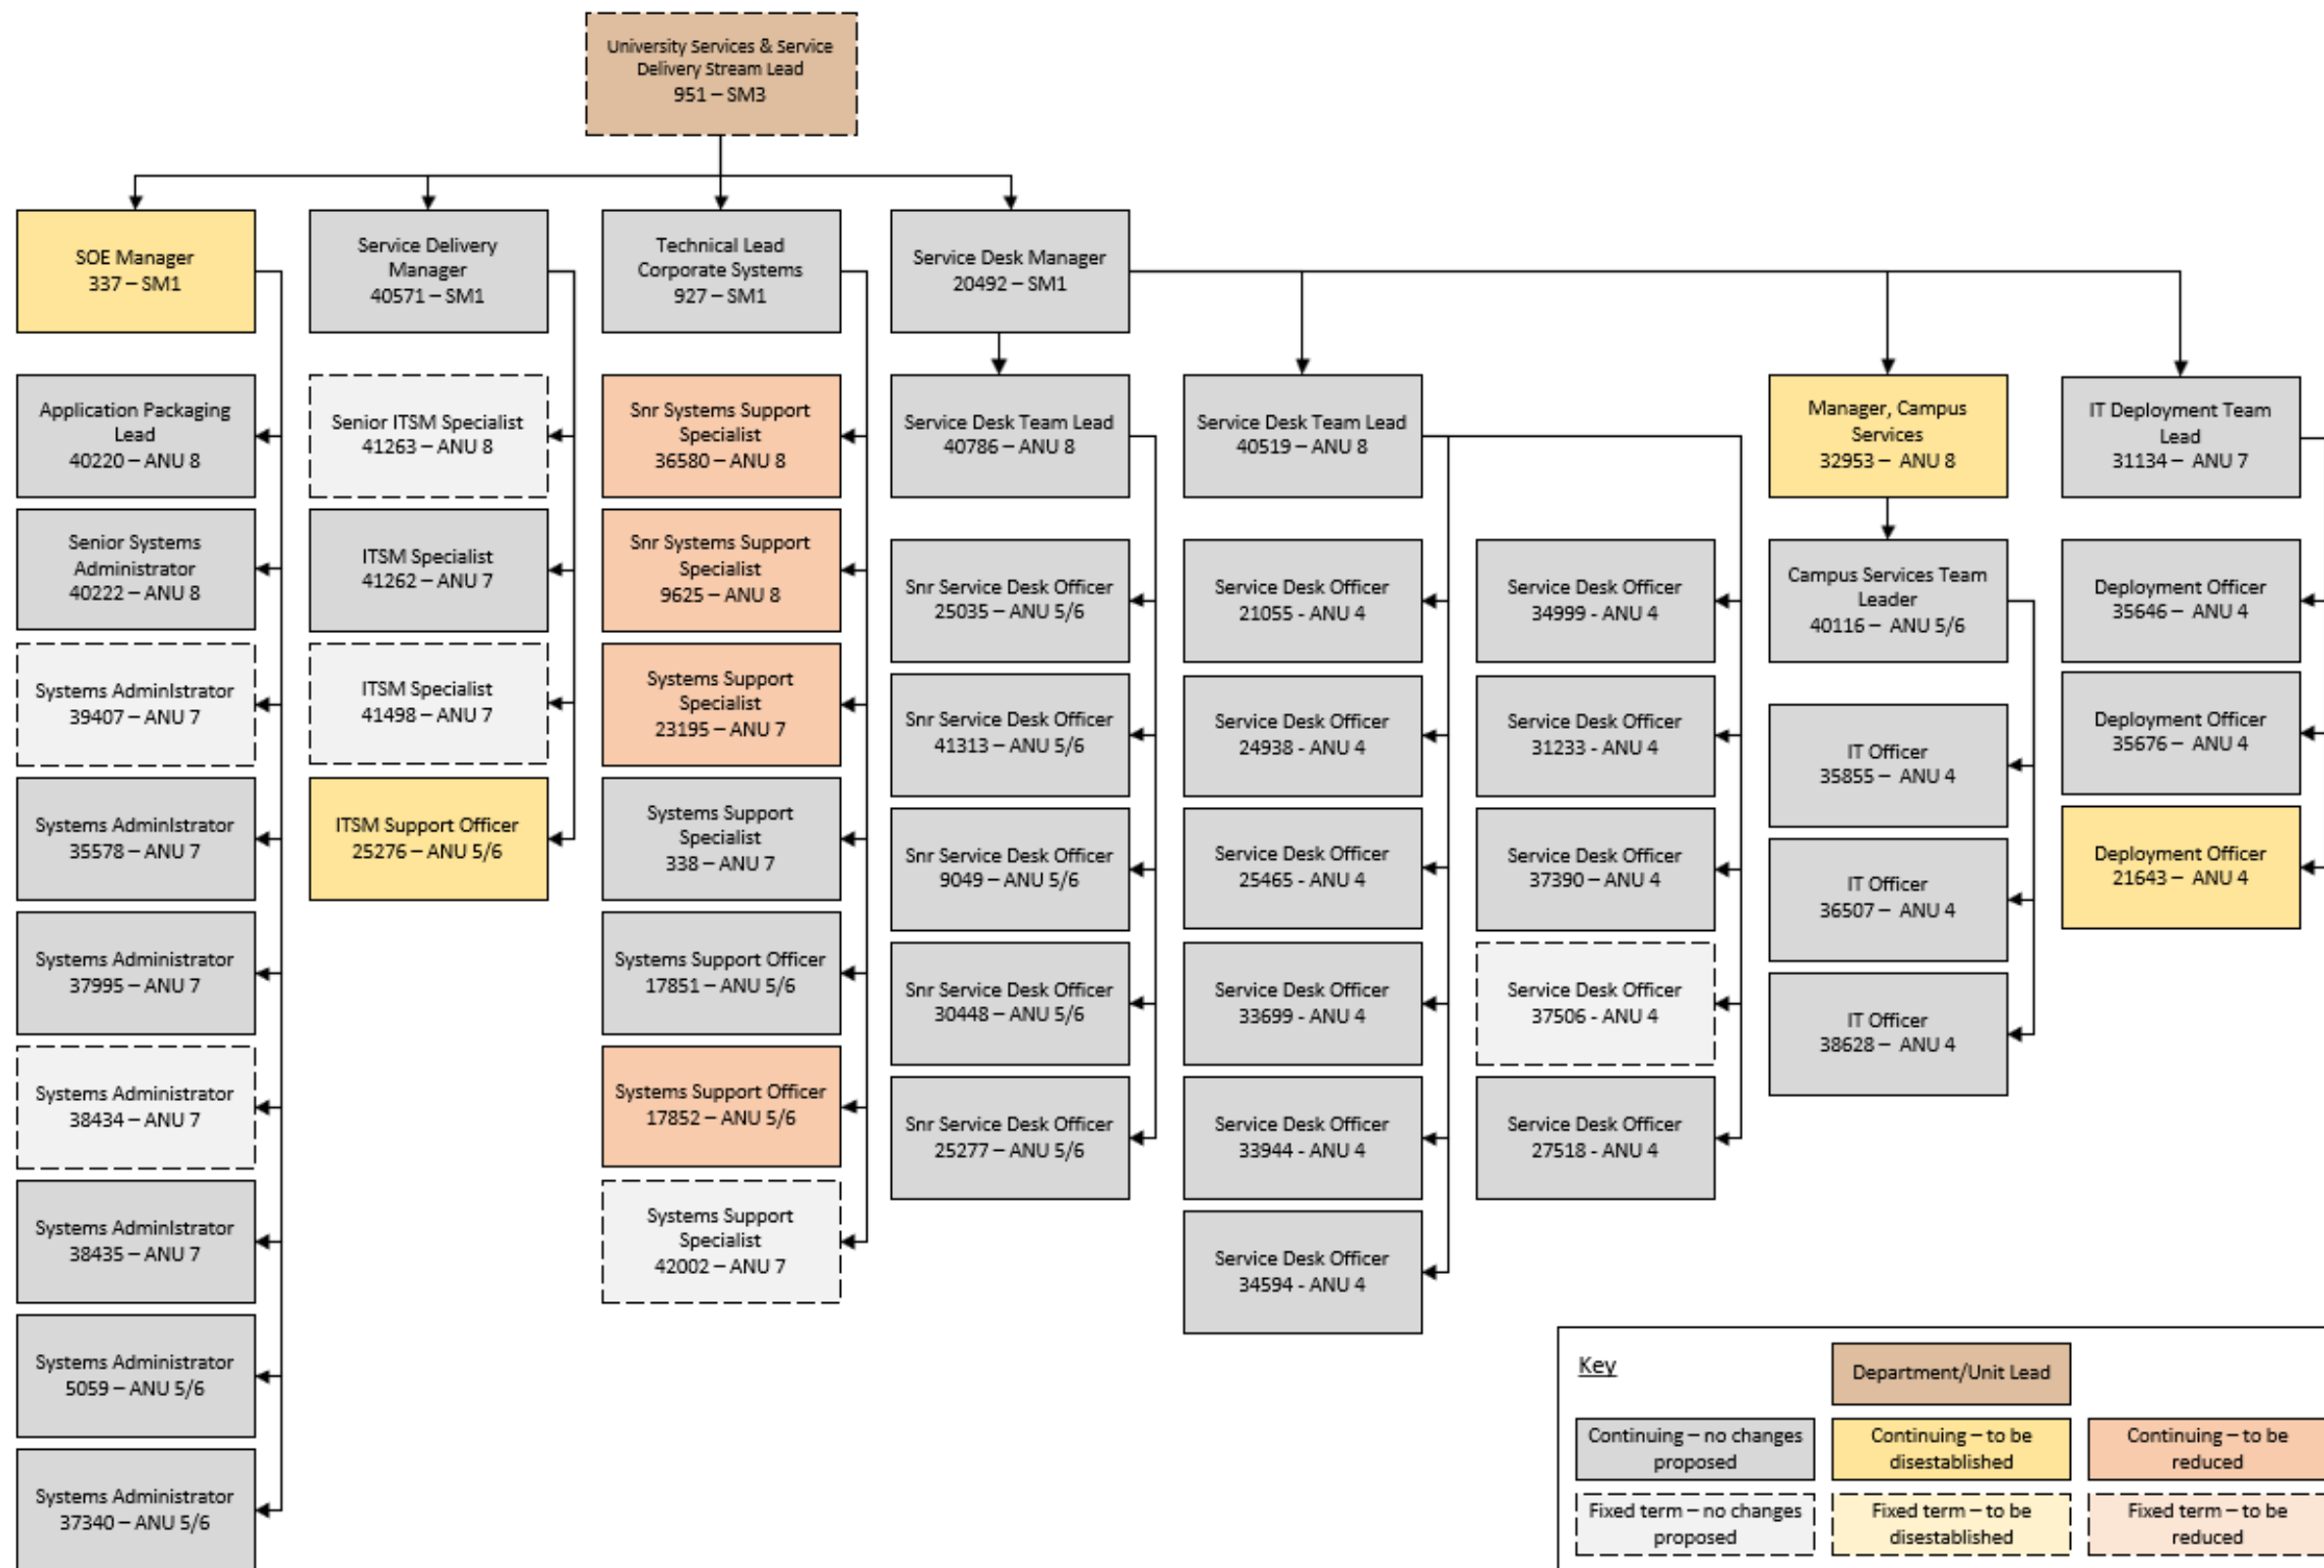 University Services & Service
Delivery Stream Lead
951 – SM3
SOE Manager
337 – SM1
Service Delivery
Manager
40571 – SM1
Technical Lead
Corporate Systems
927 – SM1
Service Desk Manager
20492 – SM1
Application Packaging
Lead
40220 – ANU 8
Senior Systems
Administrator
40222 – ANU 8
Systems AdminIstrator
39407 – ANU 7
Systems AdminIstrator
35578 – ANU 7
Systems Administrator
37995 – ANU 7
Systems Administrator
38434 – ANU 7
Systems AdminIstrator
38435 – ANU 7
Systems Administrator
5059 – ANU 5/6
Systems Administrator
37340 – ANU 5/6
Senior ITSM Specialist
41263 – ANU 8
ITSM Specialist
41262 – ANU 7
ITSM Specialist
41498 – ANU 7
ITSM Support Officer
25276 – ANU 5/6
Snr Systems Support
Specialist
36580 – ANU 8
Snr Systems Support
Specialist
9625 – ANU 8
Systems Support
Specialist
23195 – ANU 7
Systems Support
Specialist
338 – ANU 7
Systems Support Officer
17851 – ANU 5/6
Systems Support Officer
17852 – ANU 5/6
Systems Support
Specialist
42002 – ANU 7
Service Desk Team Lead
40786 – ANU 8
Snr Service Desk Officer
25035 – ANU 5/6
Snr Service Desk Officer
41313 – ANU 5/6
Snr Service Desk Officer
9049 – ANU 5/6
Snr Service Desk Officer
30448 – ANU 5/6
Snr Service Desk Officer
25277 – ANU 5/6
Service Desk Team Lead
40519 – ANU 8
Service Desk Officer
21055 - ANU 4
Service Desk Officer
24938 - ANU 4
Service Desk Officer
25465 - ANU 4
Service Desk Officer
33699 - ANU 4
Service Desk Officer
33944 - ANU 4
Service Desk Officer
34594 - ANU 4
Service Desk Officer
34999 - ANU 4
Service Desk Officer
31233 - ANU 4
Service Desk Officer
37390 – ANU 4
Service Desk Officer
37506 - ANU 4
Service Desk Officer
27518 - ANU 4
Manager, Campus
Services
32953 – ANU 8
Campus Services Team
Leader
40116 – ANU 5/6
IT Officer
35855 – ANU 4
IT Officer
36507 – ANU 4
IT Officer
38628 – ANU 4
IT Deployment Team
Lead
31134 – ANU 7
Deployment Officer
35646 – ANU 4
Deployment Officer
35676 – ANU 4
Deployment Officer
21643 – ANU 4
Key
Department/Unit Lead
Continuing – no changes
proposed
Continuing – to be
disestablished
Continuing – to be
reduced
Fixed term – no changes
proposed
Fixed term – to be
disestablished
Fixed term – to be
reduced